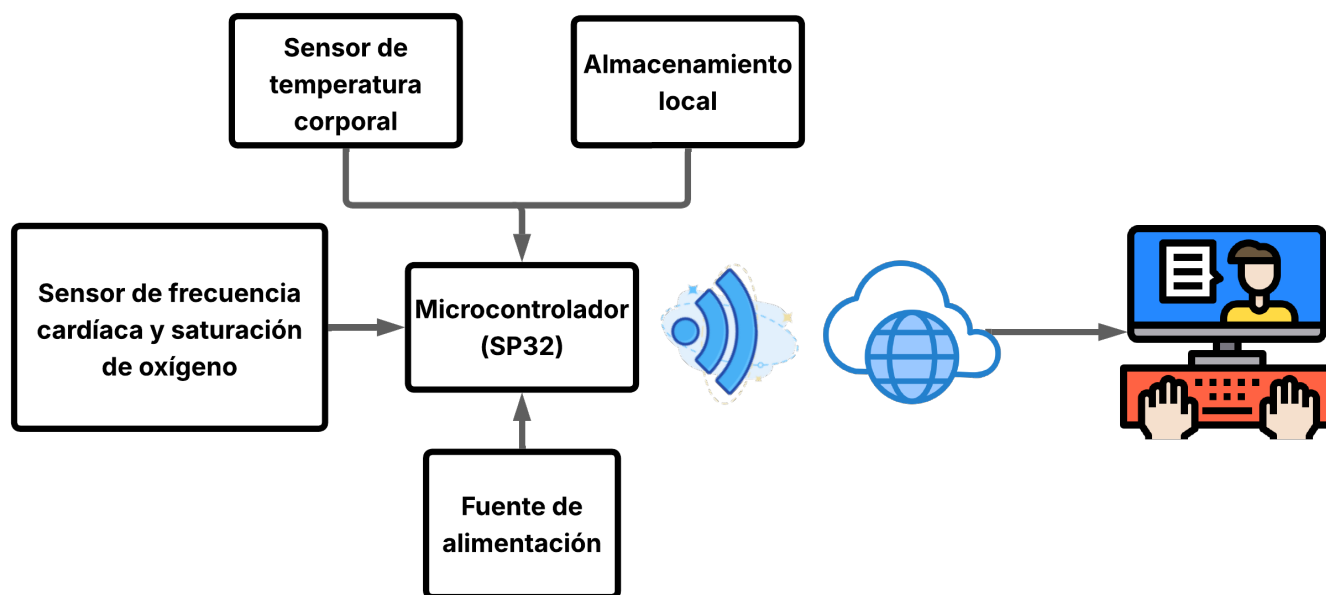 Sensor de
temperatura
corporal
Almacenamiento
local
Sensor de frecuencia
cardíaca y saturación
de oxígeno
Microcontrolador
(SP32)
Fuente de
alimentación